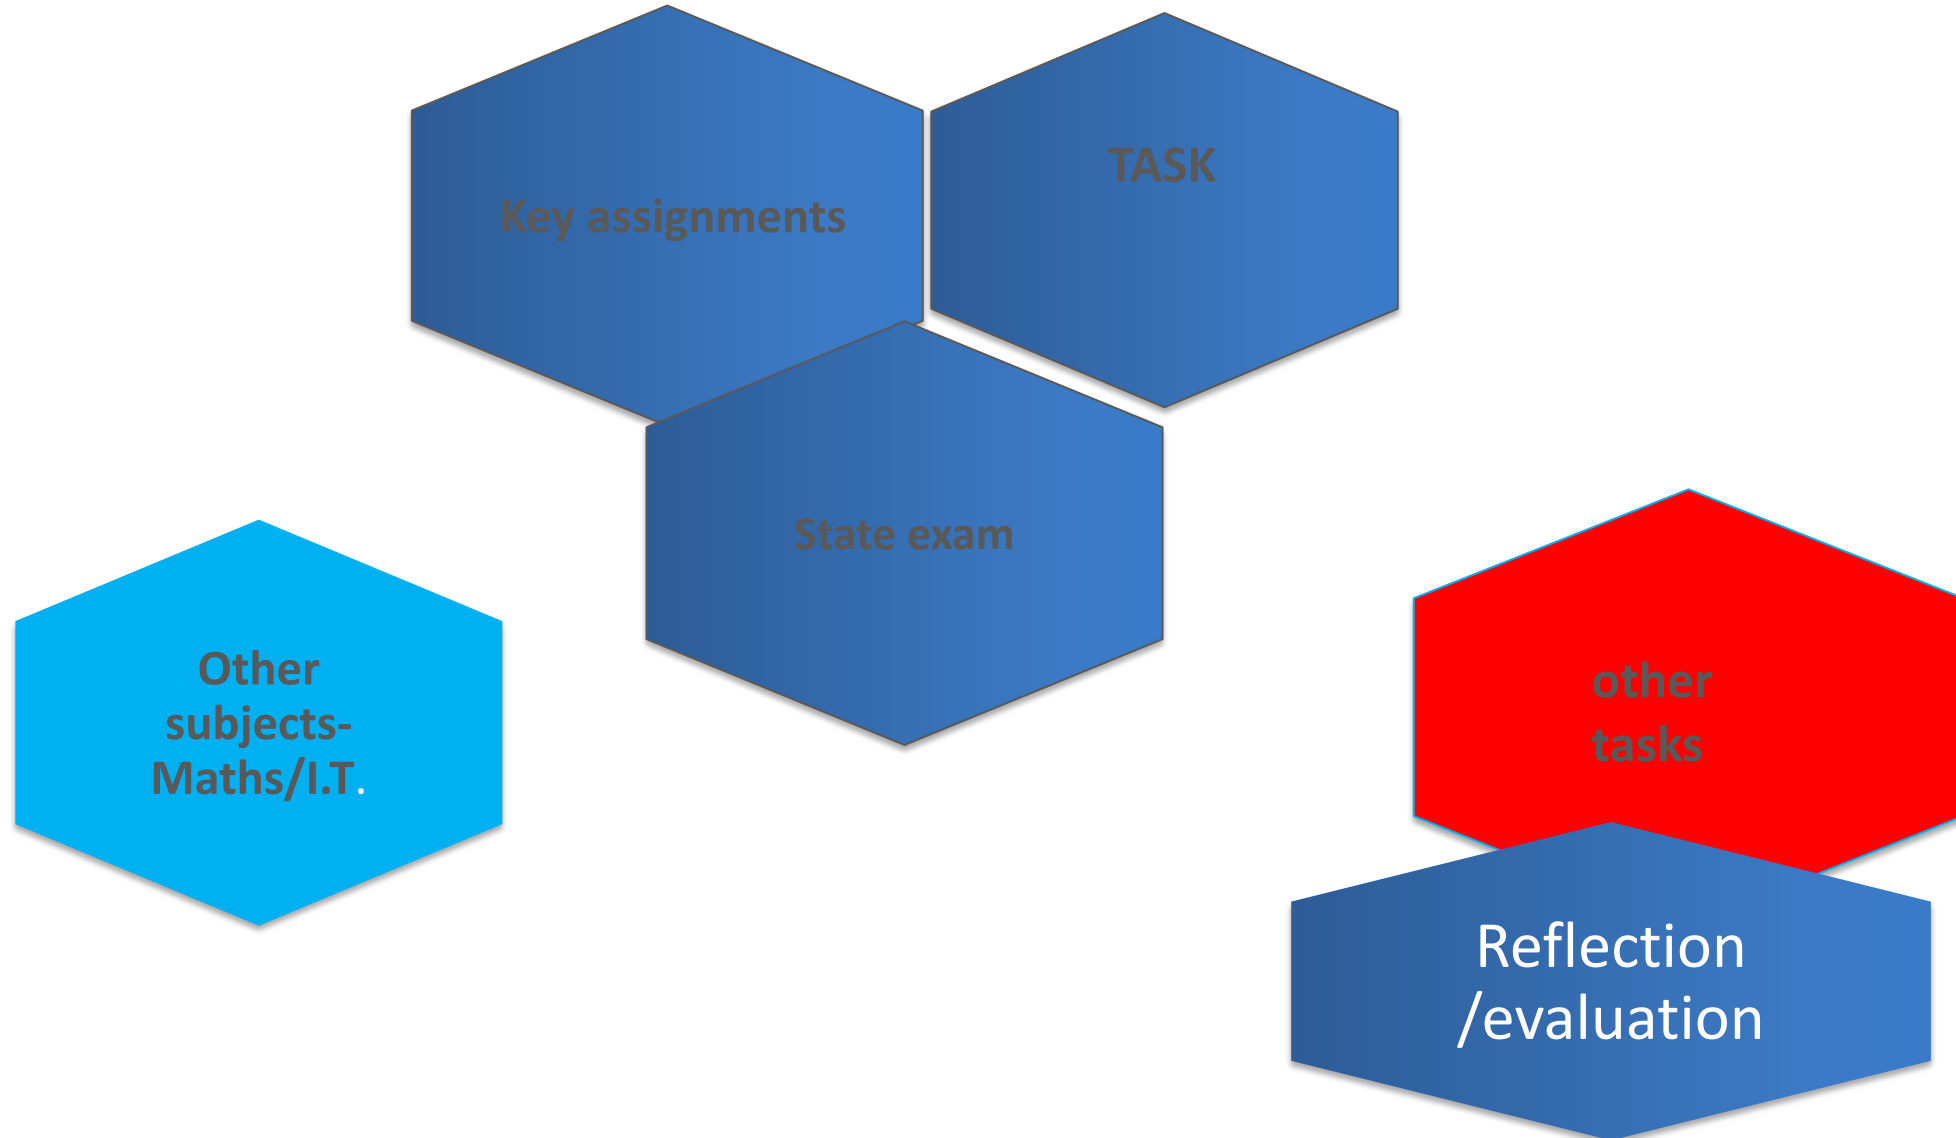 TASK
Key assignments
State exam
Other
subjects-
Maths/I.T.
other
tasks
Reflection
/evaluation